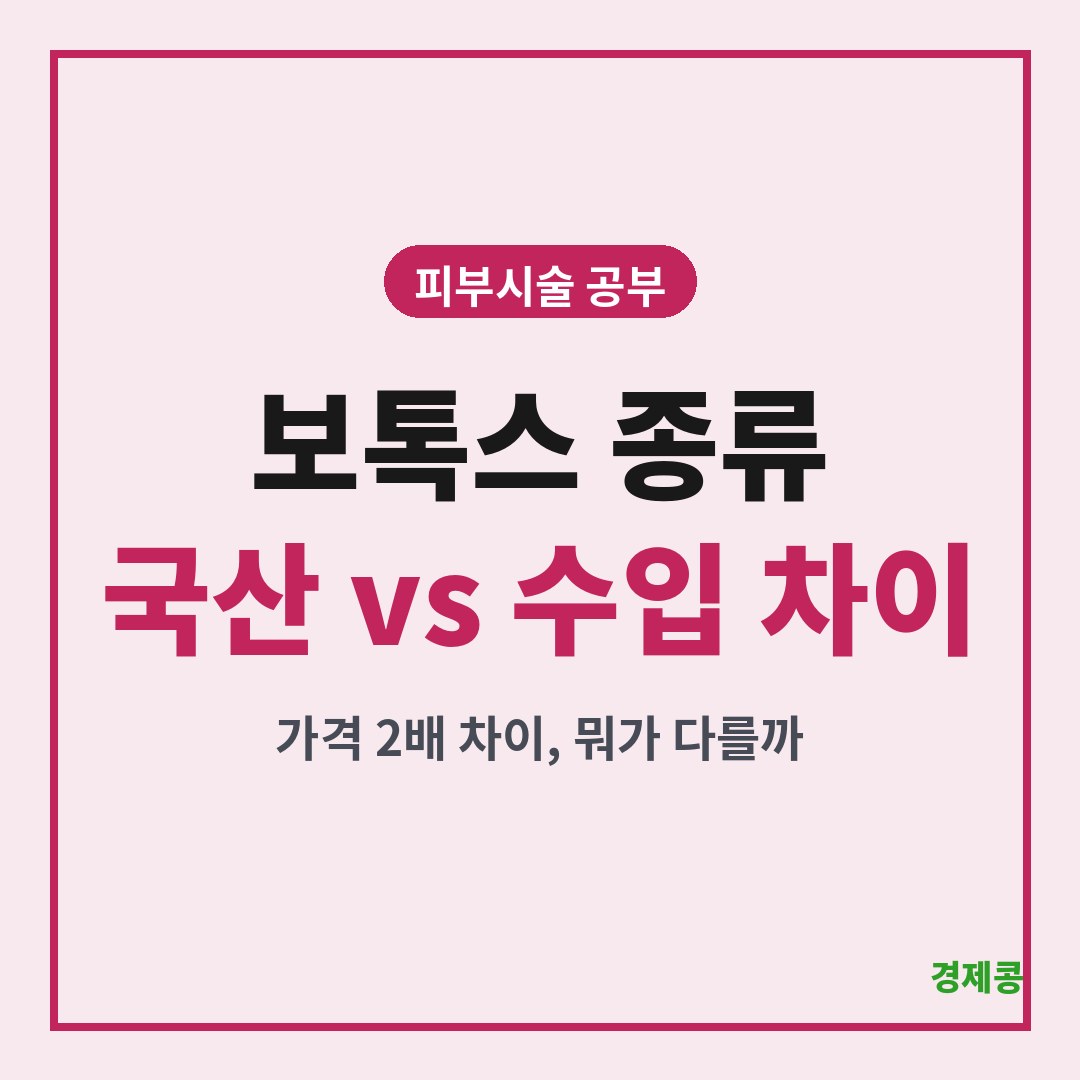 피부시술 공부
보톡스 종류
국산 vs 수입 차이
가격 2배 차이, 뭐가 다를까
경제콩